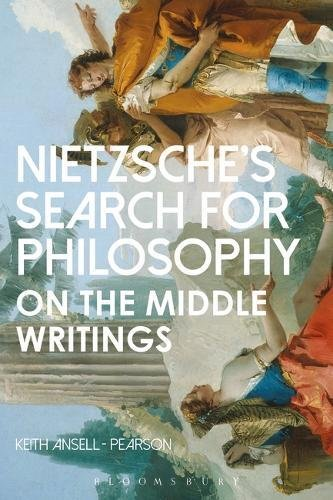 NIETZSCHE'S
SEARCH FOR
PHILOSOPHY
ON THE MIDDLE
WRITINGS
KEITH ANSELL-PEARSON
BLOOMSBURY